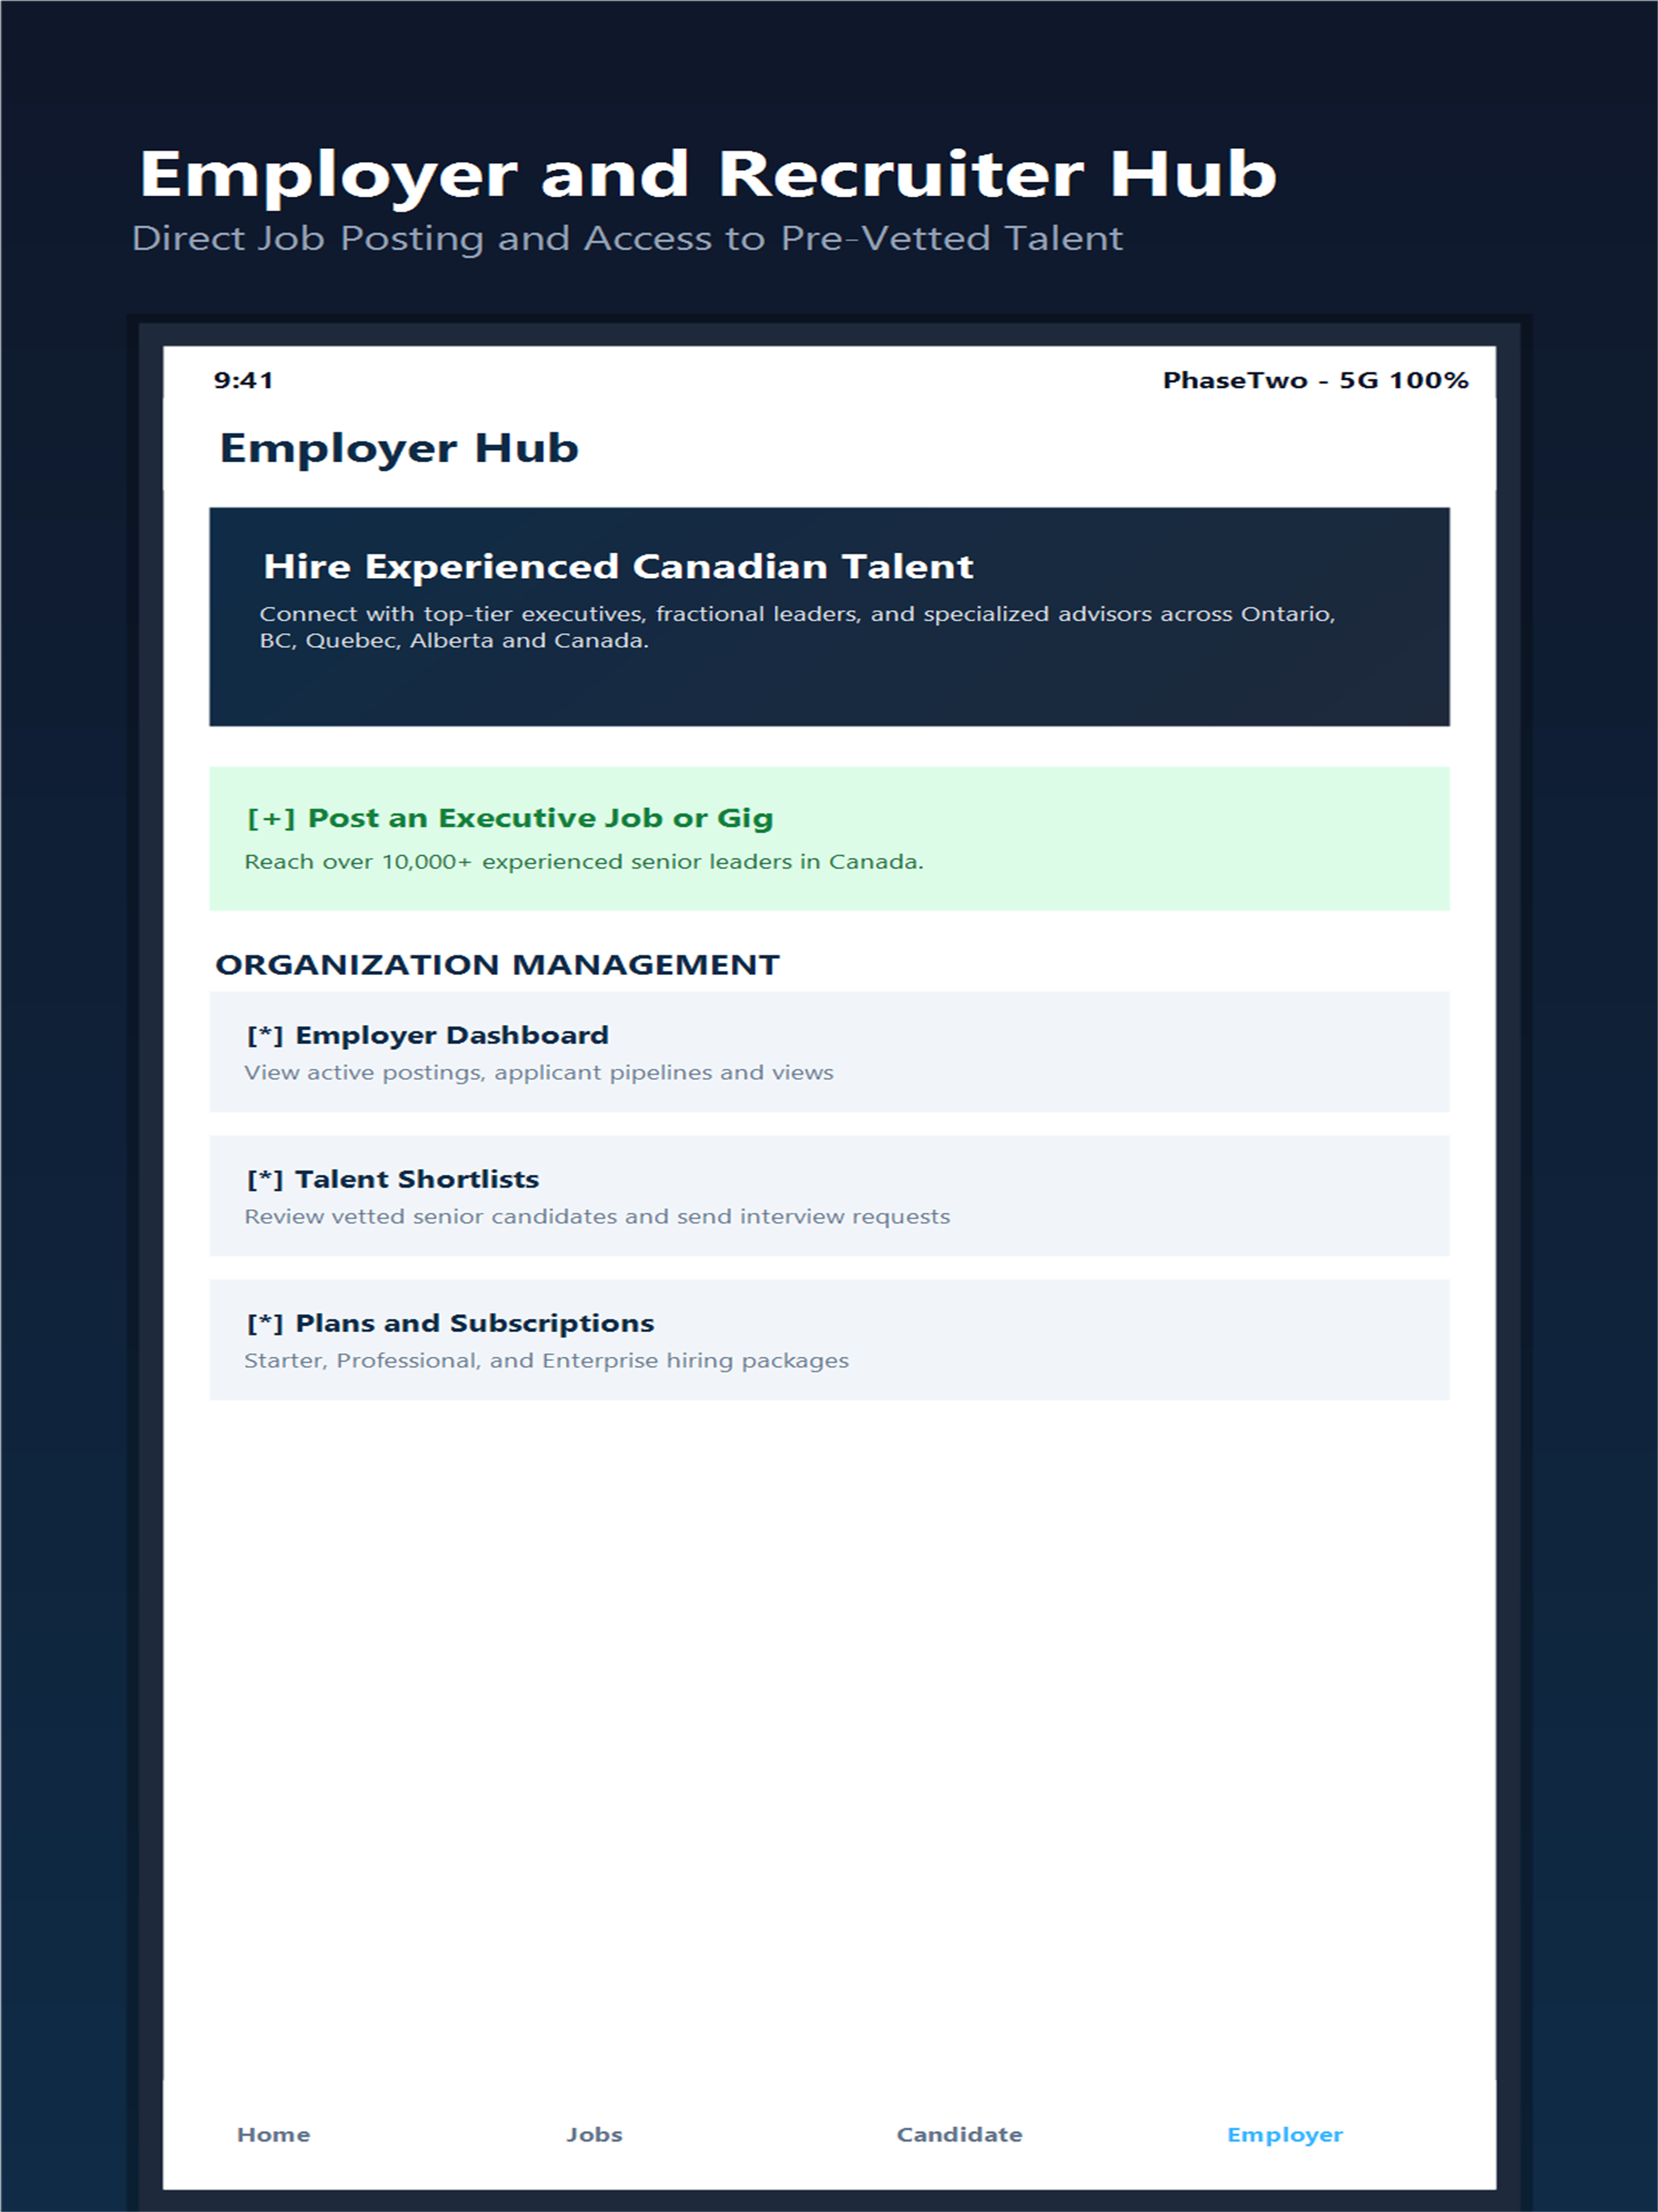 Employer and Recruiter Hub
Direct Job Posting and Access to Pre-Vetted Talent
9:41
PhaseTwo - 5G 100%
Employer Hub
Hire Experienced Canadian Talent
Connect with top-tier executives, fractional leaders, and specialized advisors across Ontario,
BC, Quebec, Alberta and Canada.
[+] Post an Executive Job or Gig
Reach over 10,000+ experienced senior leaders in Canada.
ORGANIZATION MANAGEMENT
[*] Employer Dashboard
View active postings, applicant pipelines and views
[*] Talent Shortlists
Review vetted senior candidates and send interview requests
[*] Plans and Subscriptions
Starter, Professional, and Enterprise hiring packages
Home
Jobs
Candidate
Employer